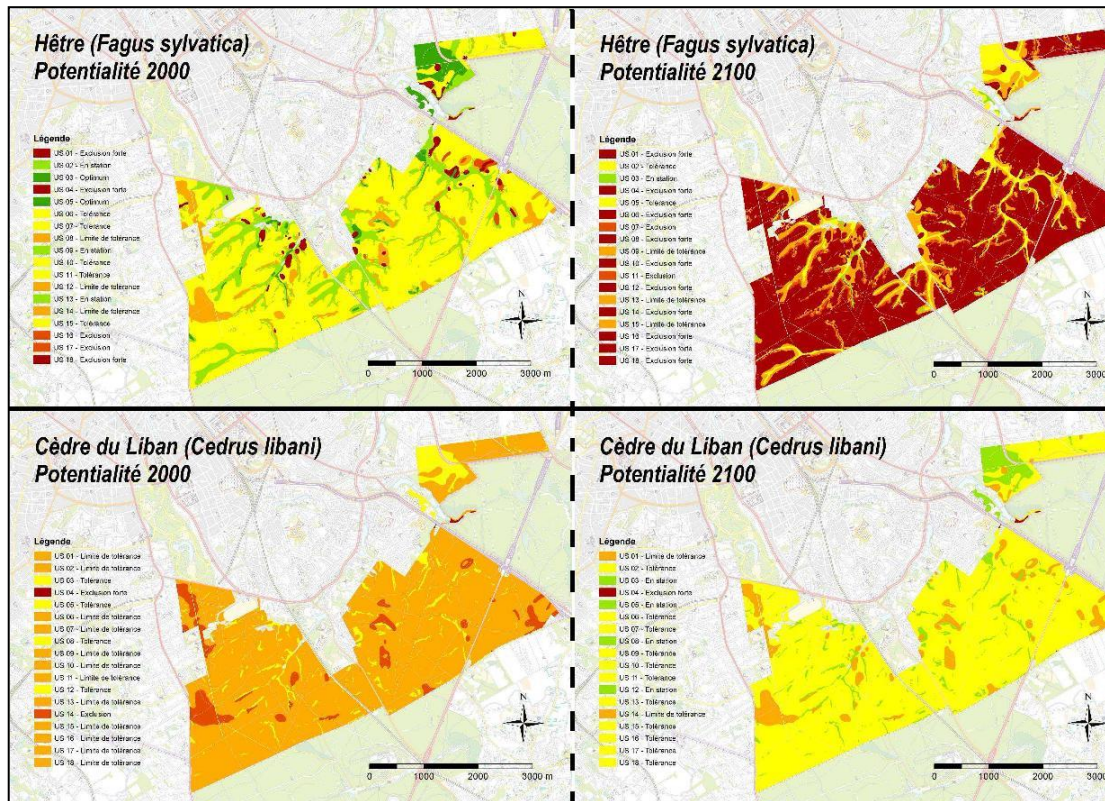 Hêtre (Fagus sylvatica)
Potentialité 2000
Légende
US 01 - Exclusion forte
US 02 - En station
US 03 - Optimum
US 04 - Exclusion forte
US 05 - Optimum
US 06 - Tolérance
US 07 - Tolérance
US 08 - Limite de tolérance
US 09 - En station
US 10 - Tolérance
US 11 - Tolérance
US 12 - Limite de tolérance
US 13 - En station
US 14 - Limite de tolérance
US 15 - Tolérance
US 16 - Exclusion
US 17 - Exclusion
US 18 - Exclusion forte
N
0 1000 2000 3000 m
Hêtre (Fagus sylvatica)
Potentialité 2100
Légende
US 01 - Exclusion forte
US 02 - Tolérance
US 03 - En station
US 04 - Exclusion forte
US 05 - Tolérance
US 06 - Exclusion forte
US 07 - Exclusion
US 08 - Exclusion forte
US 09 - Limite de tolérance
US 10 - Exclusion forte
US 11 - Exclusion
US 12 - Exclusion forte
US 13 - Limite de tolérance
US 14 - Exclusion forte
US 15 - Limite de tolérance
US 16 - Exclusion forte
US 17 - Exclusion forte
US 18 - Exclusion forte
N
0 1000 2000 3000 m
Cèdre du Liban (Cedrus libani)
Potentialité 2000
Légende
US 01 - Limite de tolérance
US 02 - Limite de tolérance
US 03 - Tolérance
US 04 - Exclusion forte
US 05 - Tolérance
US 06 - Limite de tolérance
US 07 - Limite de tolérance
US 08 - Tolérance
US 09 - Limite de tolérance
US 10 - Limite de tolérance
US 11 - Limite de tolérance
US 12 - Tolérance
US 13 - Limite de tolérance
US 14 - Exclusion
US 15 - Limite de tolérance
US 16 - Limite de tolérance
US 17 - Limite de tolérance
US 18 - Limite de tolérance
N
0 1000 2000 3000 m
Cèdre du Liban (Cedrus libani)
Potentialité 2100
Légende
US 01 - Limite de tolérance
US 02 - Tolérance
US 03 - En station
US 04 - Exclusion forte
US 05 - En station
US 06 - Tolérance
US 07 - Tolérance
US 08 - En station
US 09 - Tolérance
US 10 - Tolérance
US 11 - Tolérance
US 12 - En station
US 13 - Tolérance
US 14 - Limite de tolérance
US 15 - Tolérance
US 16 - Tolérance
US 17 - Tolérance
US 18 - Tolérance
N
0 1000 2000 3000 m